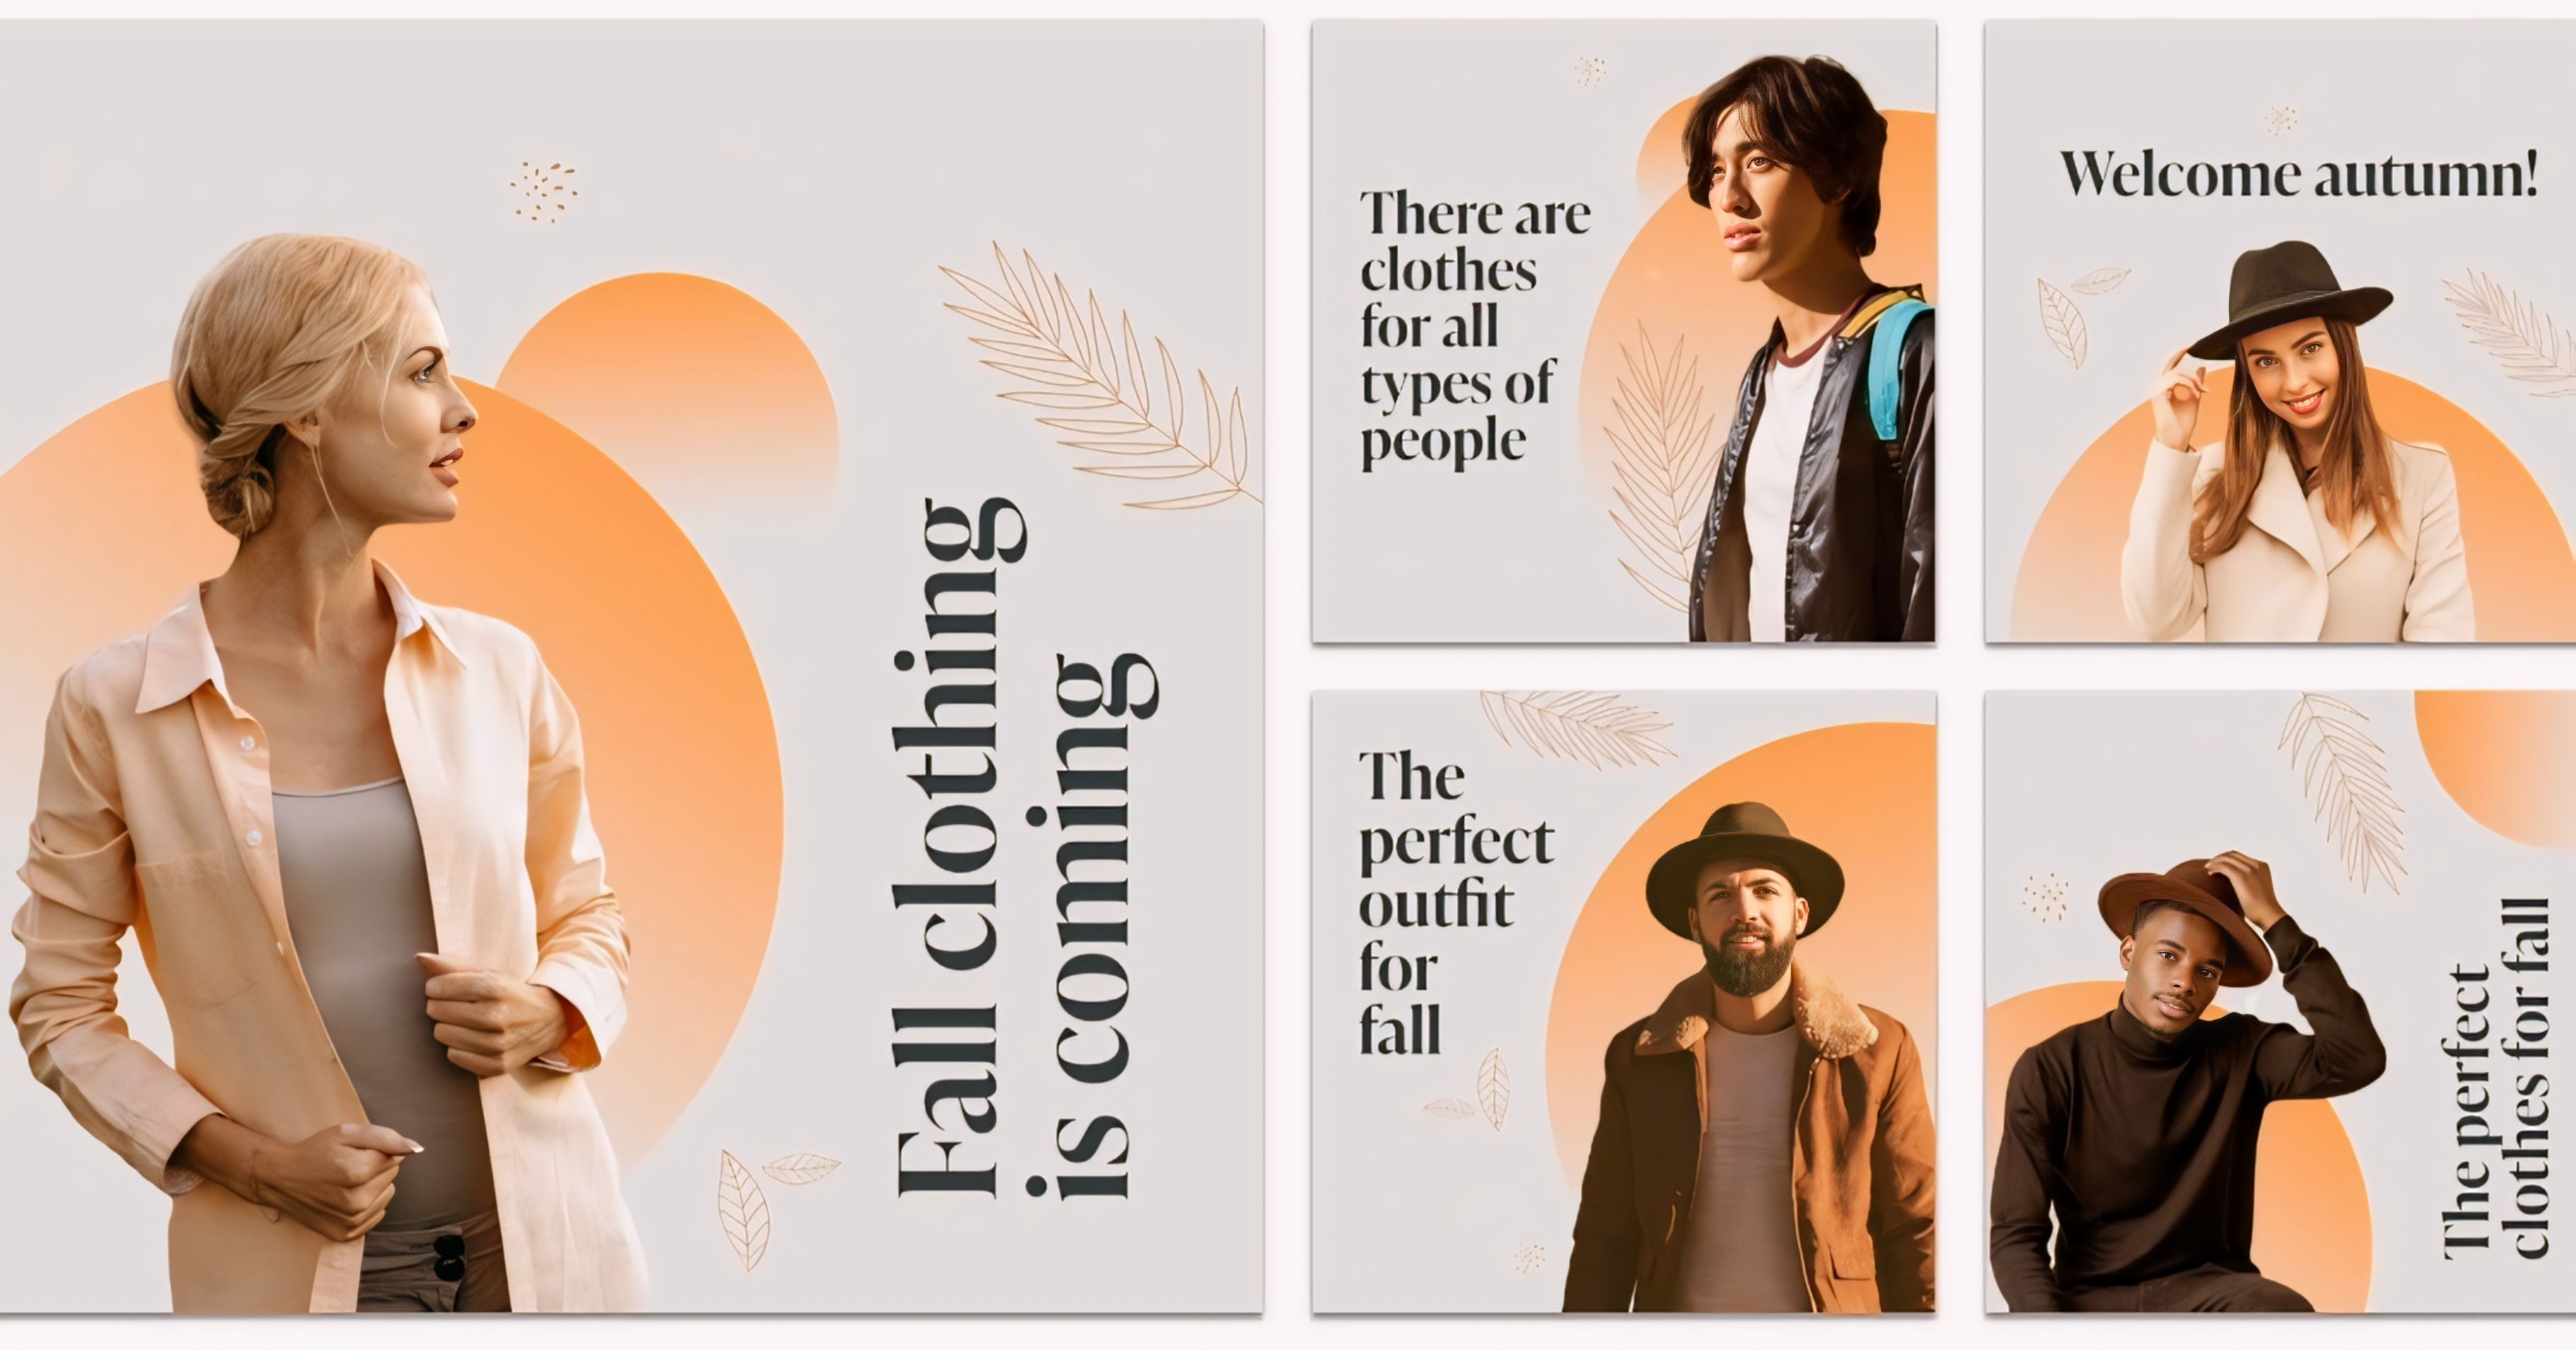 Fall clothing
is coming
There are
clothes
for all
types of
people
Welcome autumn!
The
perfect
outfit
for
fall
The perfect
clothes for fall